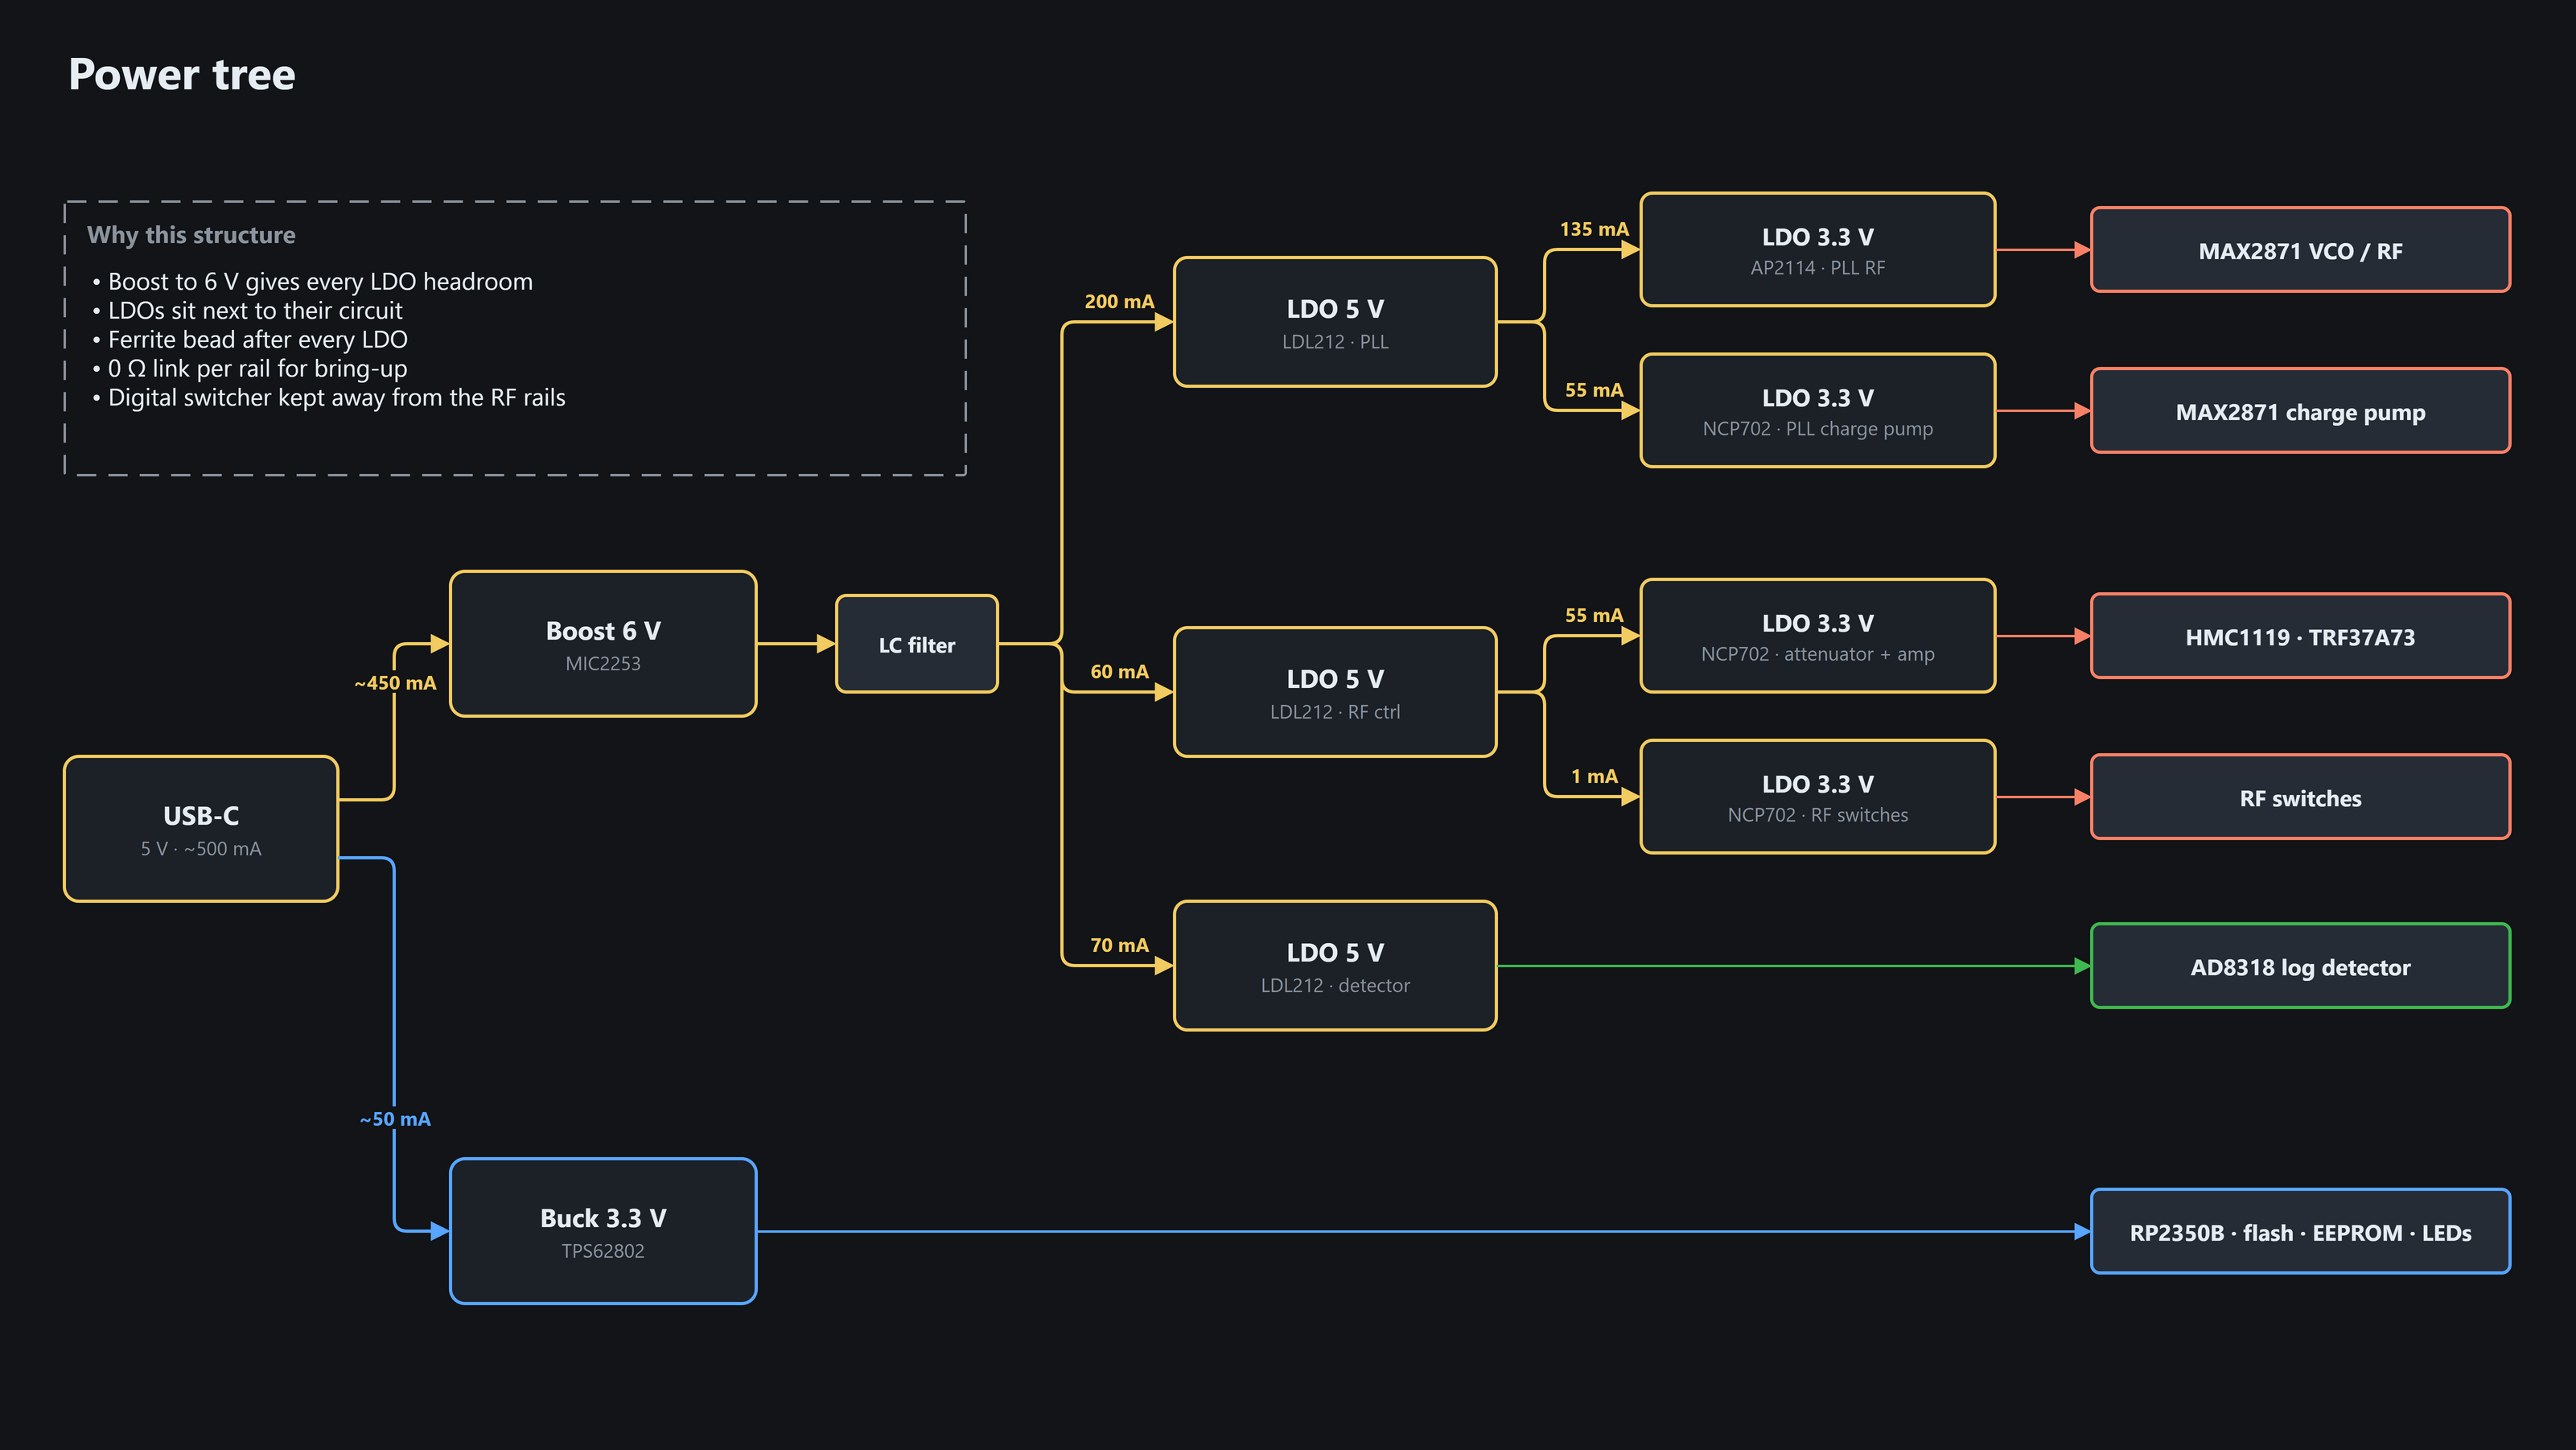 Power tree
Why this structure
• Boost to 6 V gives every LDO headroom
• LDOs sit next to their circuit
• Ferrite bead after every LDO
• 0 Ω link per rail for bring-up
• Digital switcher kept away from the RF rails
USB-C
5 V · ~500 mA
~450 mA
~50 mA
Boost 6 V
MIC2253
Buck 3.3 V
TPS62802
LC filter
200 mA
60 mA
70 mA
LDO 5 V
LDL212 · PLL
LDO 5 V
LDL212 · RF ctrl
LDO 5 V
LDL212 · detector
135 mA
55 mA
55 mA
1 mA
LDO 3.3 V
AP2114 · PLL RF
LDO 3.3 V
NCP702 · PLL charge pump
LDO 3.3 V
NCP702 · attenuator + amp
LDO 3.3 V
NCP702 · RF switches
MAX2871 VCO / RF
MAX2871 charge pump
HMC1119 · TRF37A73
RF switches
AD8318 log detector
RP2350B · flash · EEPROM · LEDs